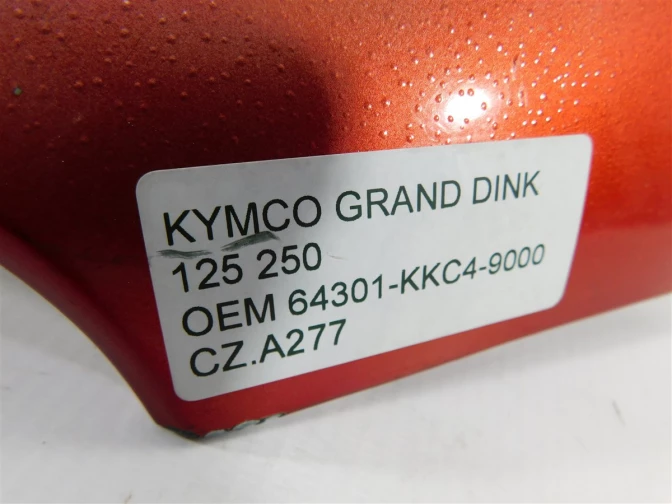 KYMCO GRAND DINK
125 250
OEM 64301-KKC4-9000
CZ.A277